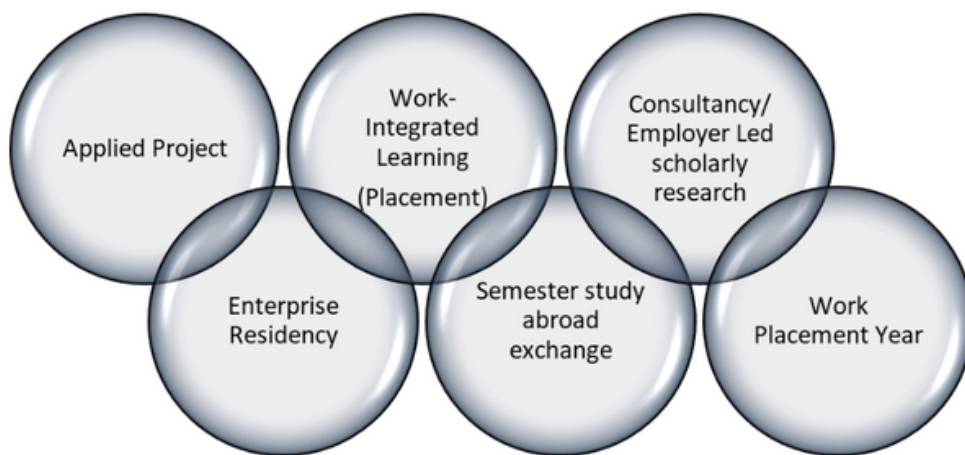 Applied Project
Work-
Integrated
Learning
(Placement)
Consultancy/
Employer Led
scholarly
research
Enterprise
Residency
Semester study
abroad
exchange
Work
Placement Year